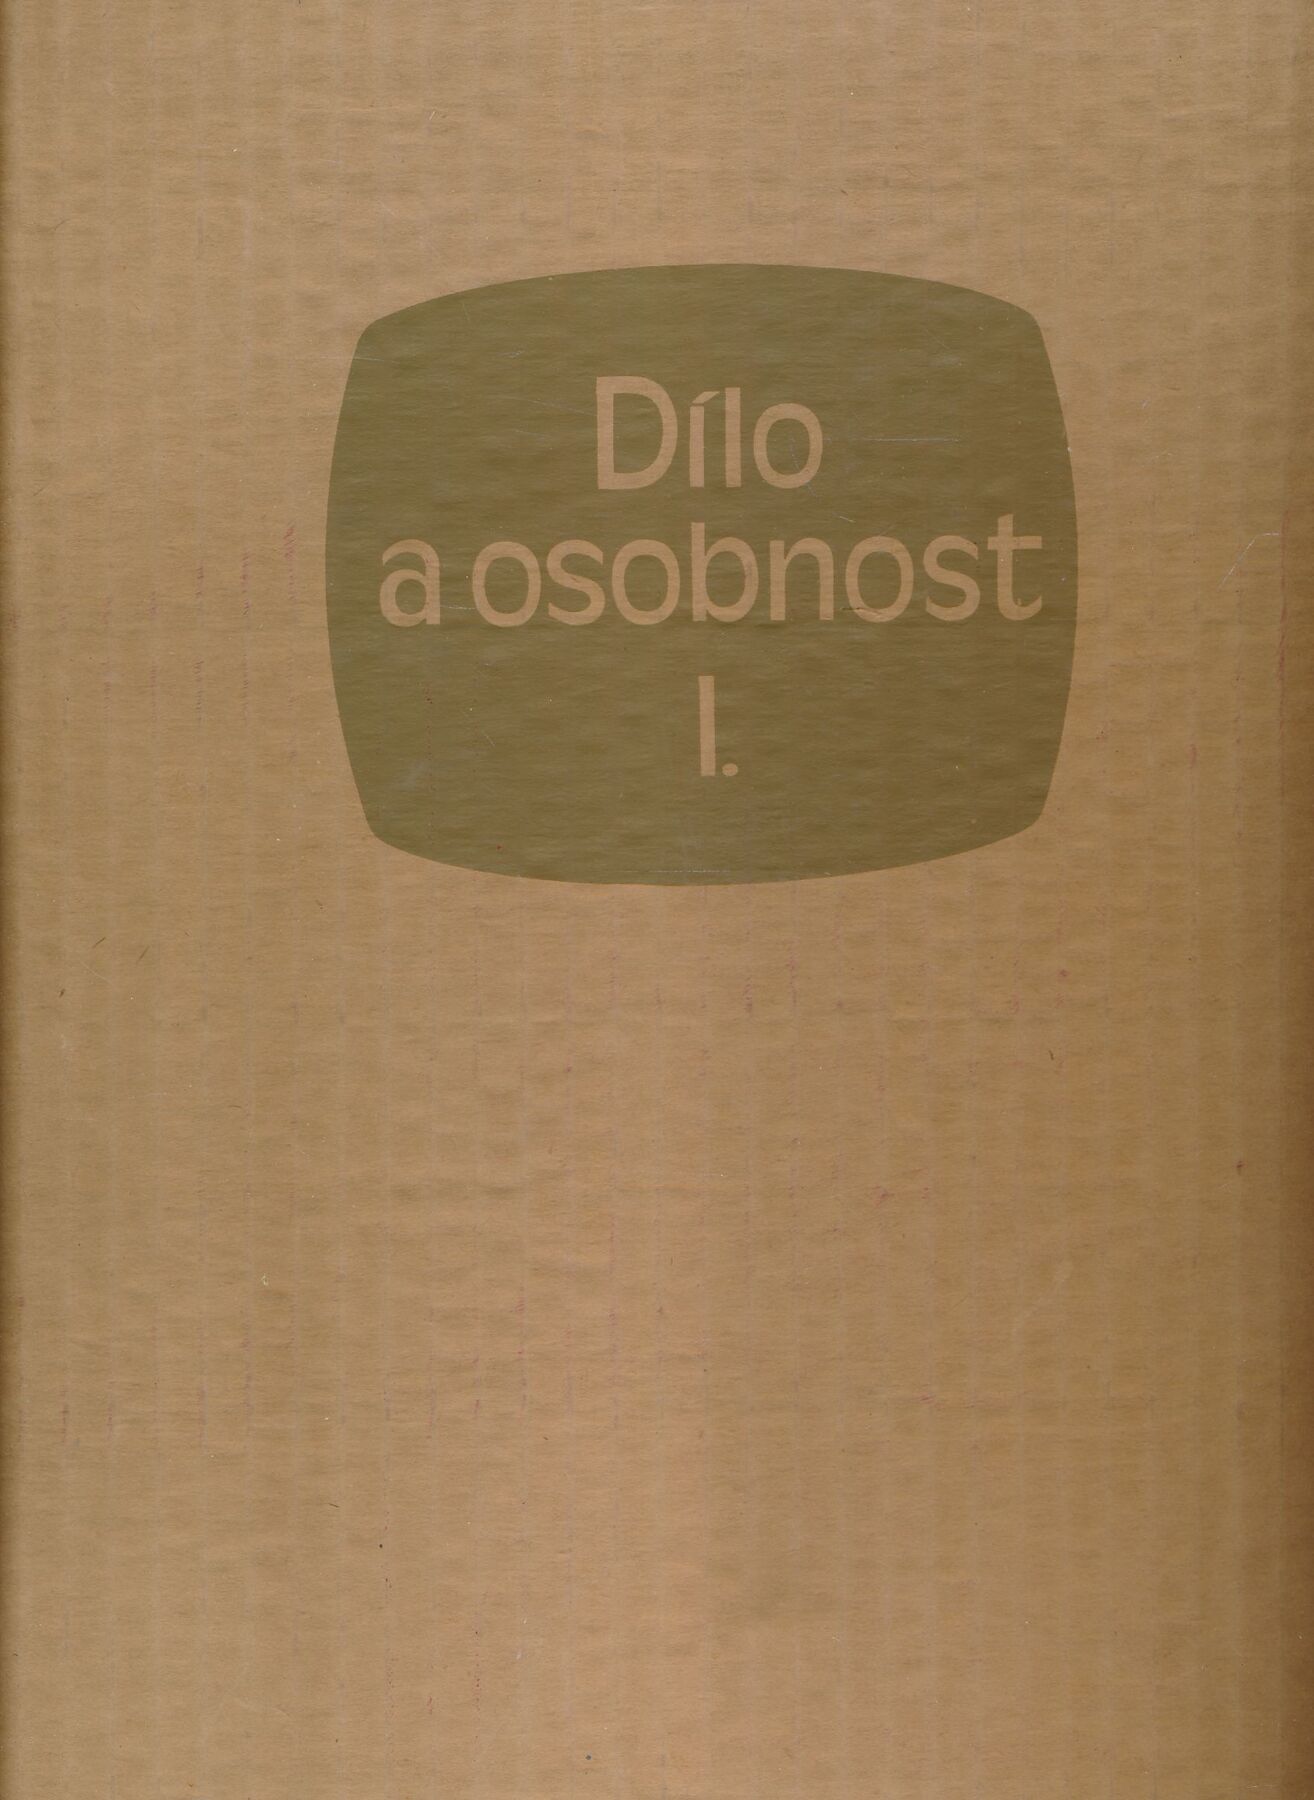 Dílo
a osobnost
I.